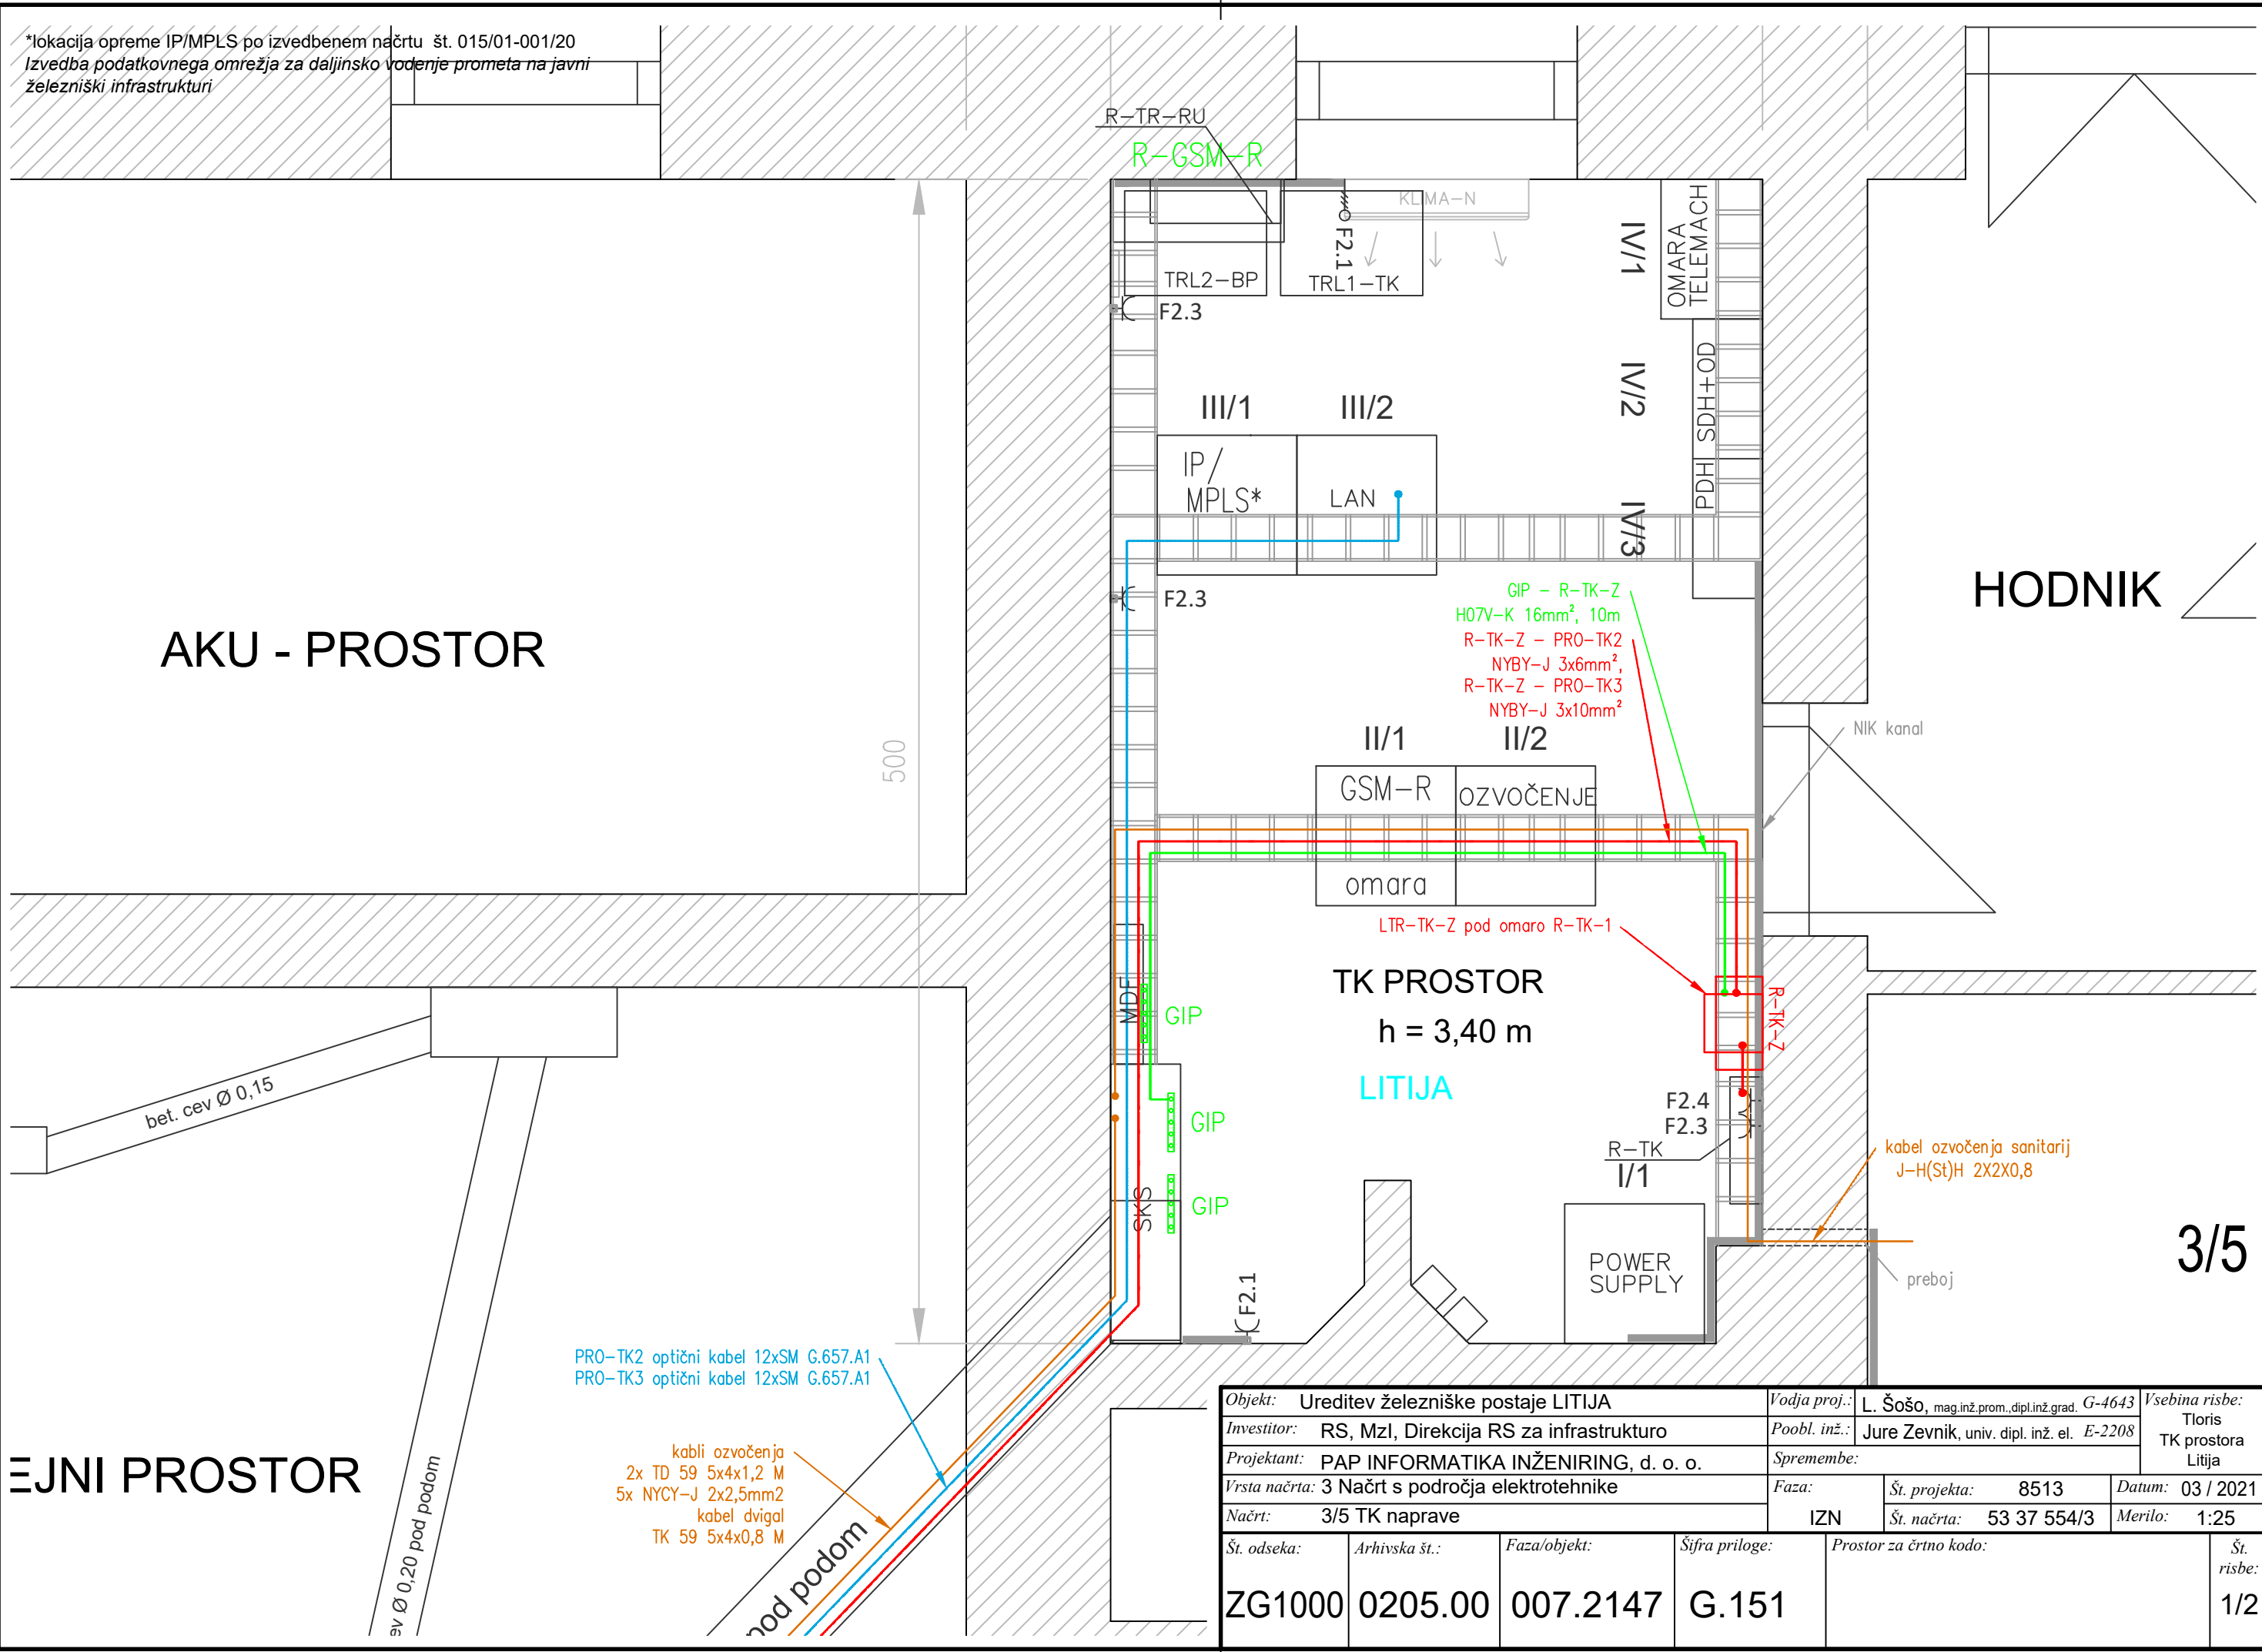 *lokacija opreme IP/MPLS po izvedbenem načrtu št. 015/01-001/20
Izvedba podatkovnega omrežja za daljinsko vodenje prometa na javni
železniški infrastrukturi
R-TR-RU
R-GSM-R
KLIMA-N
F2.1
TRL2-BP
TRL1-TK
F2.3
IV/1
OMARA
TELEMACH
IV/2
SDH+OD
PDH
IV/3
III/1
III/2
IP/
MPLS*
LAN
F2.3
AKU - PROSTOR
HODNIK
500
GIP - R-TK-Z
H07V-K 16mm², 10m
R-TK-Z - PRO-TK2
NYBY-J 3x6mm²,
R-TK-Z - PRO-TK3
NYBY-J 3x10mm²
NIK kanal
II/1
II/2
GSM-R
OZVOČENJE
omara
LTR-TK-Z pod omaro R-TK-1
TK PROSTOR
h = 3,40 m
LITIJA
MDF
GIP
GIP
GIP
SKS
R-TK-Z
F2.4
F2.3
R-TK
I/1
POWER
SUPPLY
F2.1
kabel ozvočenja sanitarij
J-H(St)H 2X2X0,8
preboj
3/5
bet. cev Ø 0,15
ev Ø 0,20 pod podom
EJNI PROSTOR
pod podom
PRO-TK2 optični kabel 12xSM G.657.A1
PRO-TK3 optični kabel 12xSM G.657.A1
kabli ozvočenja
2x TD 59 5x4x1,2 M
5x NYCY-J 2x2,5mm2
kabel dvigal
TK 59 5x4x0,8 M
Objekt: Ureditev železniške postaje LITIJA
Investitor: RS, MzI, Direkcija RS za infrastrukturo
Projektant: PAP INFORMATIKA INŽENIRING, d. o. o.
Vrsta načrta: 3 Načrt s področja elektrotehnike
Načrt: 3/5 TK naprave
Vodja proj.: L. Šošo, mag.inž.prom.,dipl.inž.grad. G-4643
Poobl. inž.: Jure Zevnik, univ. dipl. inž. el. E-2208
Spremembe:
Vsebina risbe:
Tloris
TK prostora
Litija
Faza:
IZN
Št. projekta: 8513
Datum: 03 / 2021
Št. načrta: 53 37 554/3
Merilo: 1:25
Št. odseka:
ZG1000
Arhivska št.:
0205.00
Faza/objekt:
007.2147
Šifra priloge:
G.151
Prostor za črtno kodo:
Št.
risbe:
1/2